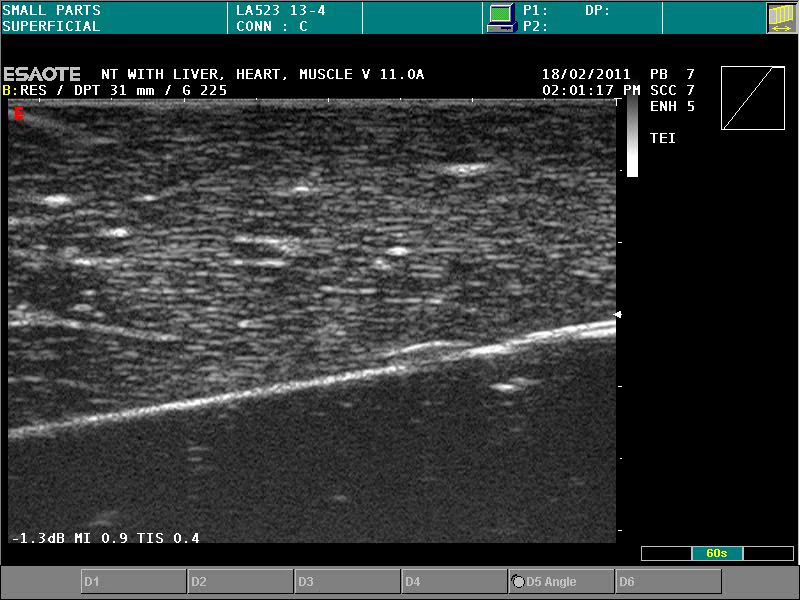 SMALL PARTS LA523 13-4 P1: DP:
SUPERFICIAL CONN : C P2:
ESAOTE NT WITH LIVER, HEART, MUSCLE V 11.0A 18/02/2011 PB 7
B:RES / DPT 31 mm / G 225 02:01:17 PM SCC 7
ENH 5
E
TEI
-1.3dB MI 0.9 TIS 0.4
60s
D1 D2 D3 D4 D5 Angle D6